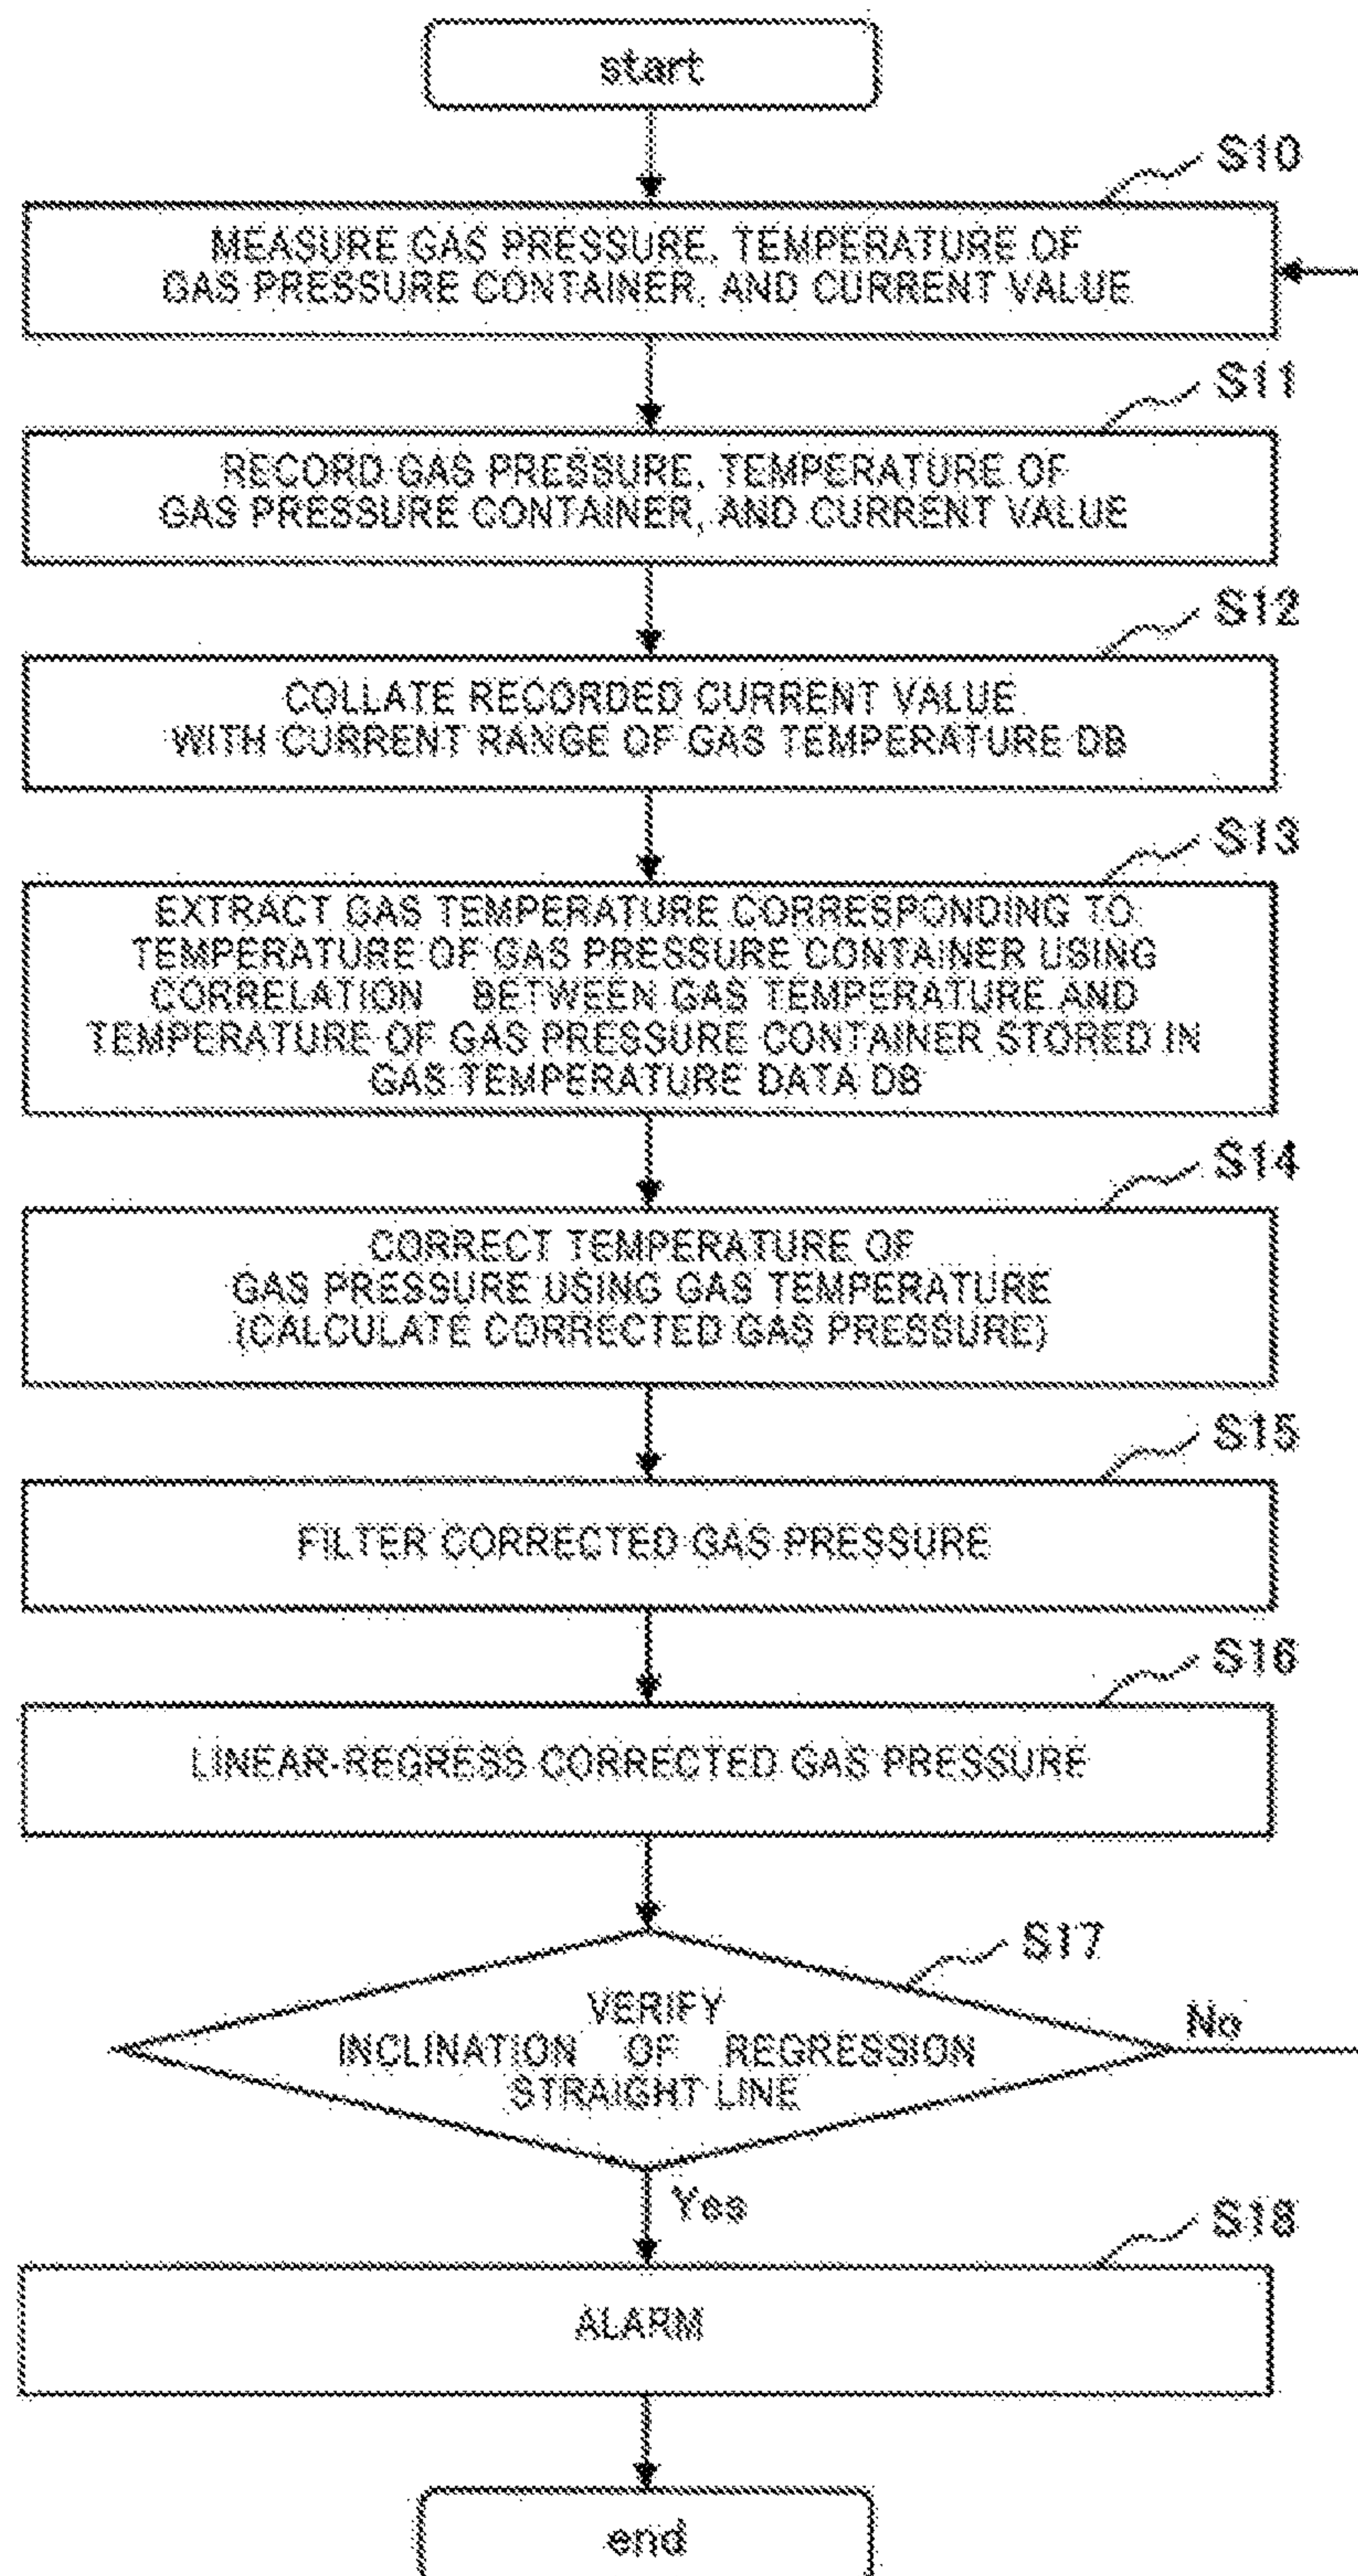 start
S10
MEASURE GAS PRESSURE, TEMPERATURE OF
GAS PRESSURE CONTAINER, AND CURRENT VALUE
S11
RECORD GAS PRESSURE, TEMPERATURE OF
GAS PRESSURE CONTAINER, AND CURRENT VALUE
S12
COLLATE RECORDED CURRENT VALUE
WITH CURRENT RANGE OF GAS TEMPERATURE DB
S13
EXTRACT GAS TEMPERATURE CORRESPONDING TO
TEMPERATURE OF GAS PRESSURE CONTAINER USING
CORRELATION BETWEEN GAS TEMPERATURE AND
TEMPERATURE OF GAS PRESSURE CONTAINER STORED IN
GAS TEMPERATURE DATA DB
S14
CORRECT TEMPERATURE OF
GAS PRESSURE USING GAS TEMPERATURE
(CALCULATE CORRECTED GAS PRESSURE)
S15
FILTER CORRECTED GAS PRESSURE
S16
LINEAR-REGRESS CORRECTED GAS PRESSURE
S17
VERIFY
INCLINATION OF REGRESSION
STRAIGHT LINE
No
Yes
S18
ALARM
end